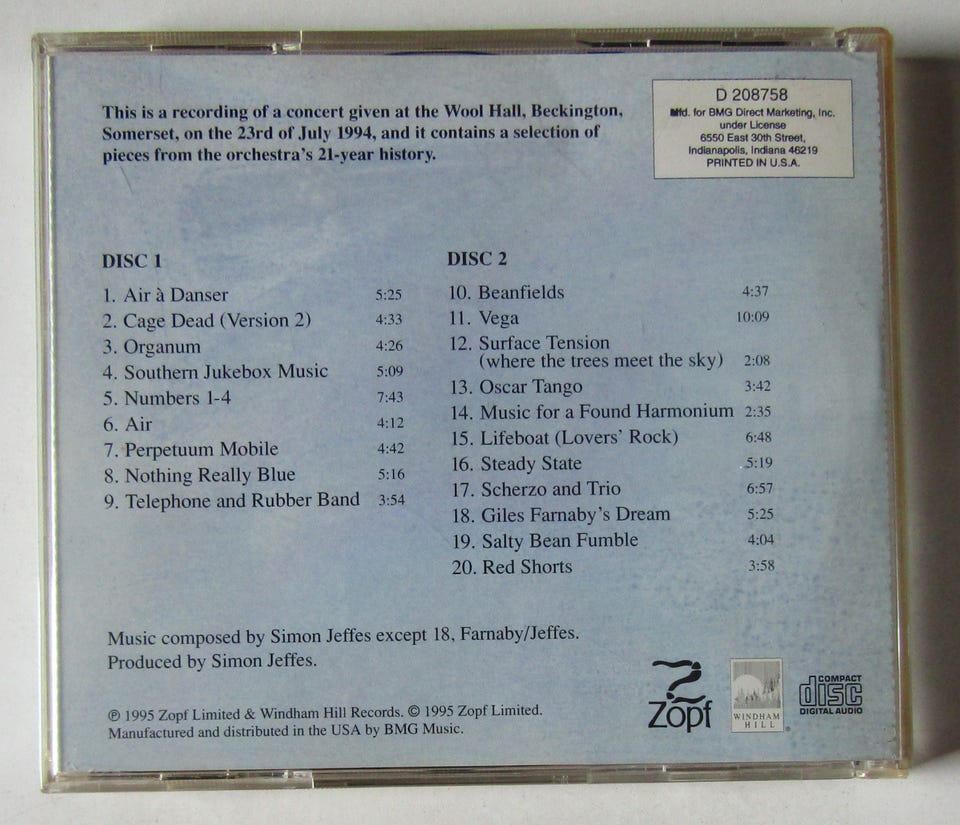 This is a recording of a concert given at the Wool Hall, Beckington,
Somerset, on the 23rd of July 1994, and it contains a selection of
pieces from the orchestra's 21-year history.
D 208758
Mfd. for BMG Direct Marketing, Inc.
under License
6550 East 30th Street,
Indianapolis, Indiana 46219
PRINTED IN U.S.A.
DISC 1
1. Air à Danser 5:25
2. Cage Dead (Version 2) 4:33
3. Organum 4:26
4. Southern Jukebox Music 5:09
5. Numbers 1-4 7:43
6. Air 4:12
7. Perpetuum Mobile 4:42
8. Nothing Really Blue 5:16
9. Telephone and Rubber Band 3:54
DISC 2
10. Beanfields 4:37
11. Vega 10:09
12. Surface Tension
(where the trees meet the sky) 2:08
13. Oscar Tango 3:42
14. Music for a Found Harmonium 2:35
15. Lifeboat (Lovers' Rock) 6:48
16. Steady State 5:19
17. Scherzo and Trio 6:57
18. Giles Farnaby's Dream 5:25
19. Salty Bean Fumble 4:04
20. Red Shorts 3:58
Music composed by Simon Jeffes except 18, Farnaby/Jeffes.
Produced by Simon Jeffes.
℗ 1995 Zopf Limited & Windham Hill Records. © 1995 Zopf Limited.
Manufactured and distributed in the USA by BMG Music.
Zopf
WINDHAM
HILL
®
COMPACT
disc
DIGITAL AUDIO